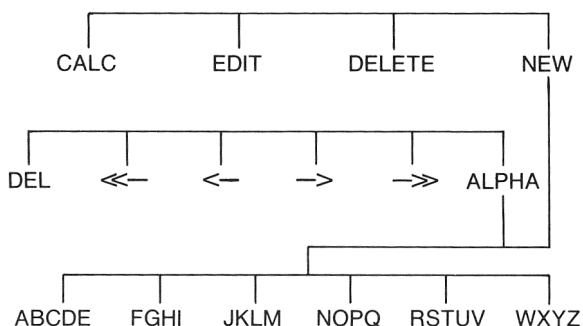 CALC EDIT DELETE NEW
DEL ALPHA
ABCDE FGHI JKLM NOPQ RSTUV WXYZ